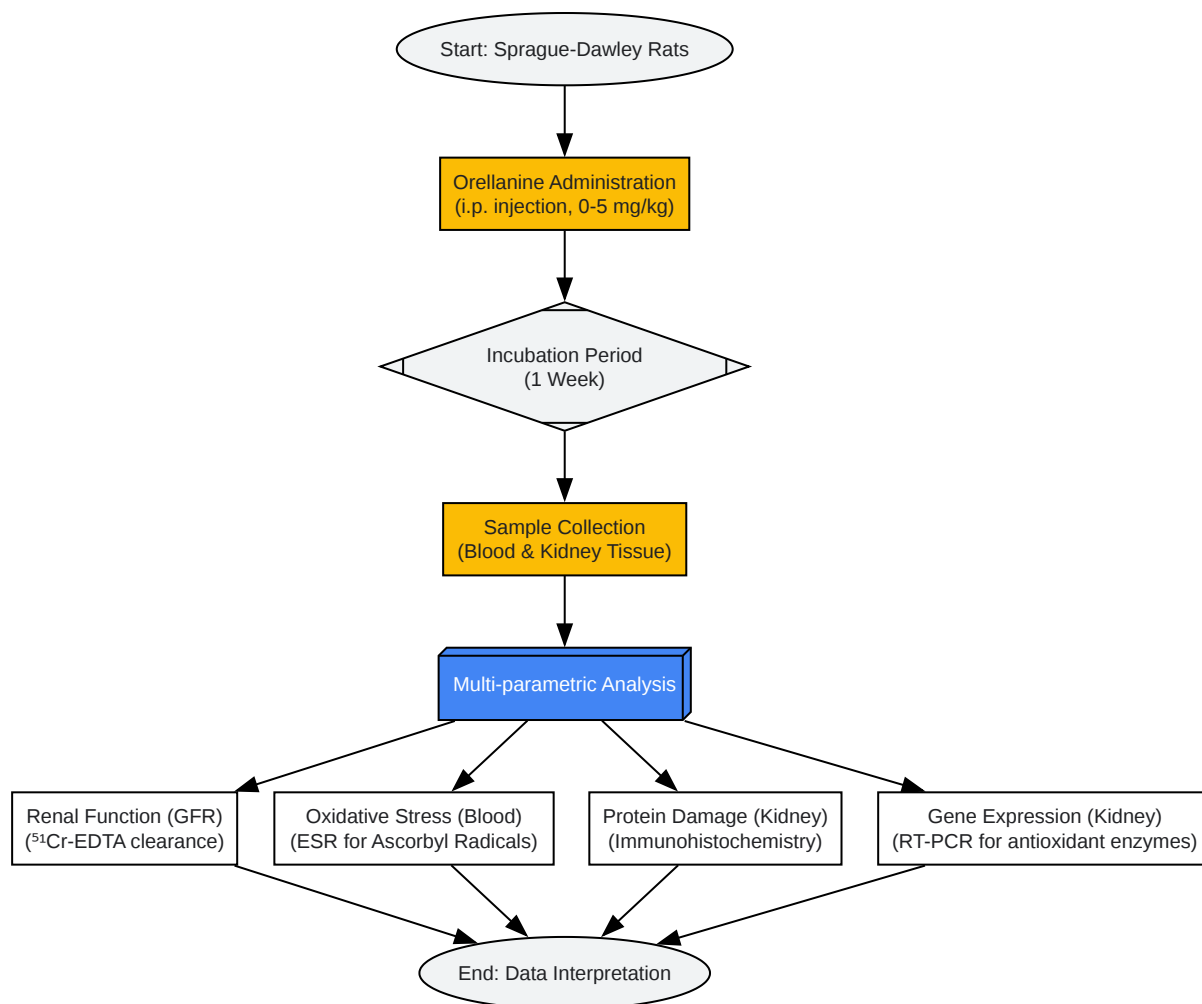 Start: Sprague-Dawley Rats
Orellanine Administration
(i.p. injection, 0-5 mg/kg)
Incubation Period
(1 Week)
Sample Collection
(Blood & Kidney Tissue)
Multi-parametric Analysis
Renal Function (GFR)
(⁵¹Cr-EDTA clearance)
Oxidative Stress (Blood)
(ESR for Ascorbyl Radicals)
Protein Damage (Kidney)
(Immunohistochemistry)
Gene Expression (Kidney)
(RT-PCR for antioxidant enzymes)
End: Data Interpretation